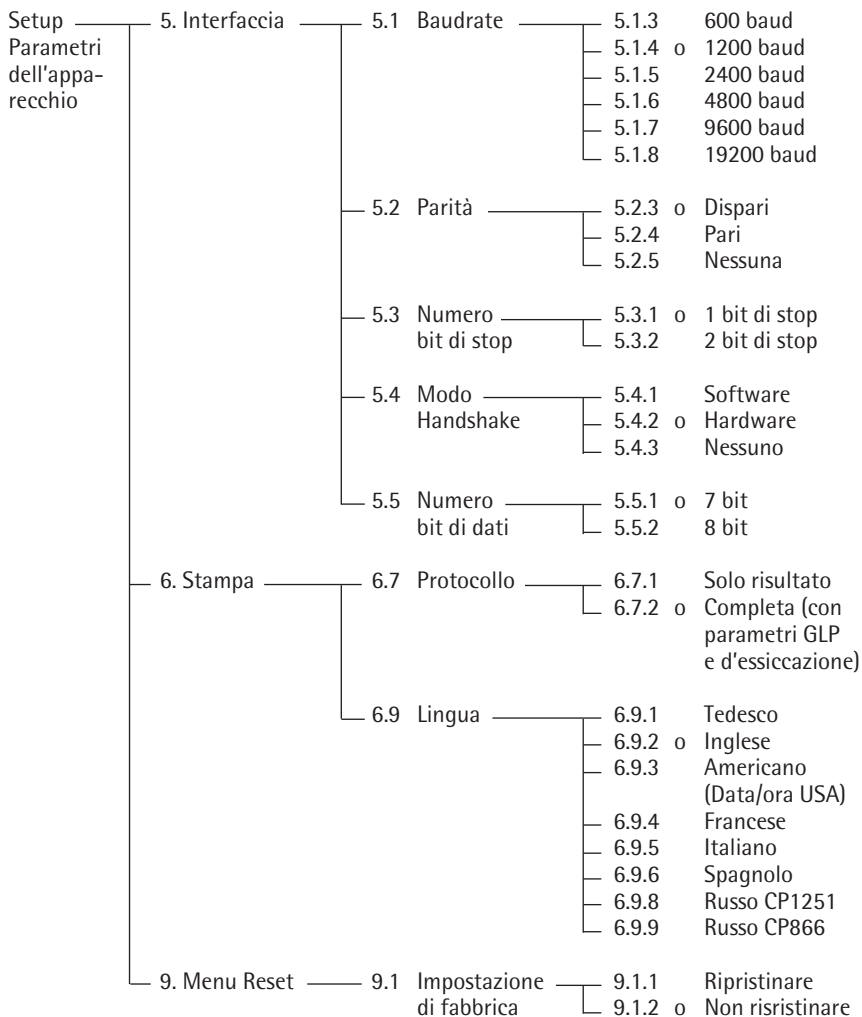 Setup 5. Interfaccia 5.1 Baudrate 5.1.3 600 baud
Parametri 5.1.4 o 1200 baud
dell'appa- 5.1.5 2400 baud
recchio 5.1.6 4800 baud
5.1.7 9600 baud
5.1.8 19200 baud
5.2 Parità 5.2.3 o Dispari
5.2.4 Pari
5.2.5 Nessuna
5.3 Numero 5.3.1 o 1 bit di stop
bit di stop 5.3.2 2 bit di stop
5.4 Modo 5.4.1 Software
Handshake 5.4.2 o Hardware
5.4.3 Nessuno
5.5 Numero 5.5.1 o 7 bit
bit di dati 5.5.2 8 bit
6. Stampa 6.7 Protocollo 6.7.1 Solo risultato
6.7.2 o Completa (con
parametri GLP
e d'essiccazione)
6.9 Lingua 6.9.1 Tedesco
6.9.2 o Inglese
6.9.3 Americano
(Data/ora USA)
6.9.4 Francese
6.9.5 Italiano
6.9.6 Spagnolo
6.9.8 Russo CP1251
6.9.9 Russo CP866
9. Menu Reset 9.1 Impostazione 9.1.1 Ripristinare
di fabbrica 9.1.2 o Non risristinare